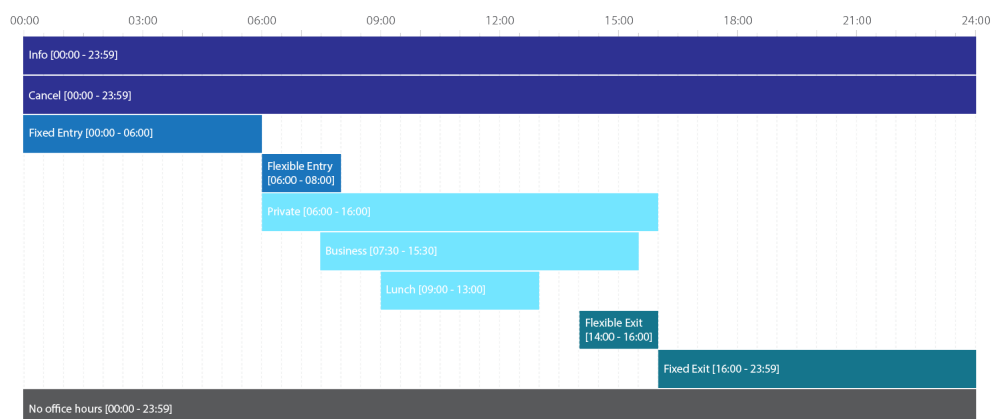 00:00 03:00 06:00 09:00 12:00 15:00 18:00 21:00 24:00
Info [00:00 - 23:59]
Cancel [00:00 - 23:59]
Fixed Entry [00:00 - 06:00]
Flexible Entry
[06:00 - 08:00]
Private [06:00 - 16:00]
Business [07:30 - 15:30]
Lunch [09:00 - 13:00]
Flexible Exit
[14:00 - 16:00]
Fixed Exit [16:00 - 23:59]
No office hours [00:00 - 23:59]